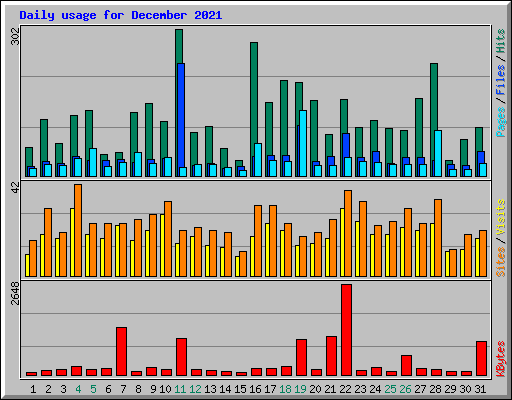 Daily usage for December 2021
302
Pages / Files / Hits
42
Sites / Visits
2648
KBytes
1 2 3 4 5 6 7 8 9 10 11 12 13 14 15 16 17 18 19 20 21 22 23 24 25 26 27 28 29 30 31